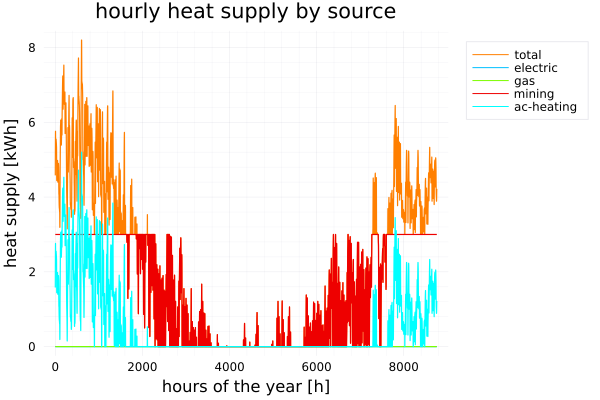 hourly heat supply by source
heat supply [kWh]
8
6
4
2
0
0 2000 4000 6000 8000
hours of the year [h]
total
electric
gas
mining
ac-heating